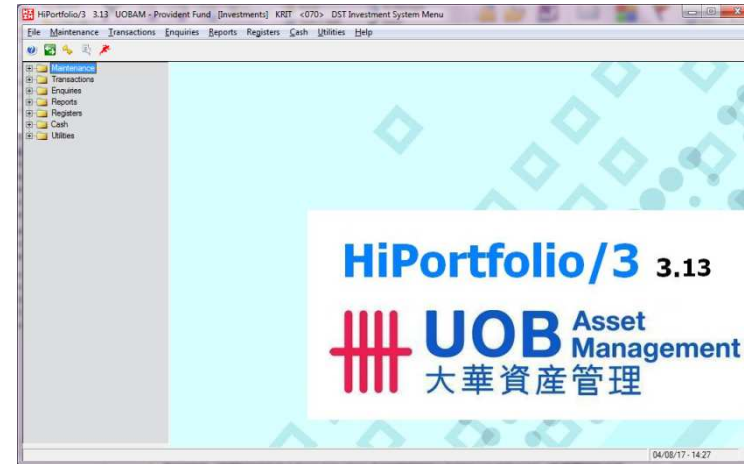 HiPortfolio/3 3.13 UOBAM - Provident Fund [Investments] KRIT <070> DST Investment System Menu
File Maintenance Transactions Enquiries Reports Registers Cash Utilities Help
Maintenance
Transactions
Enquiries
Reports
Registers
Cash
Utilities
HiPortfolio/3 3.13
UOB Asset Management
大華資産管理
04/08/17 - 14:27